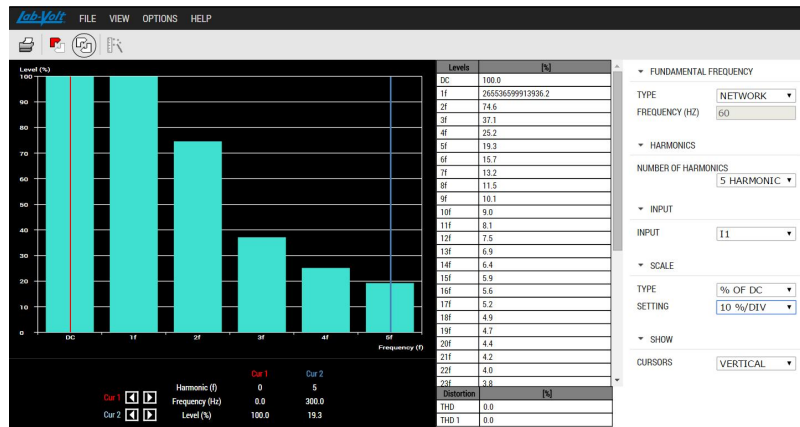 Lab-Volt FILE VIEW OPTIONS HELP
Level (%)
100
90
80
70
60
50
40
30
20
10
0
DC 1f 2f 3f 4f 5f
Frequency (f)
Cur 1 Cur 2
Harmonic (f) 0 5
Cur 1 Frequency (Hz) 0.0 300.0
Cur 2 Level (%) 100.0 19.3
Levels [%]
DC 100.0
1f 265536599913936.2
2f 74.6
3f 37.1
4f 25.2
5f 19.3
6f 15.7
7f 13.2
8f 11.5
9f 10.1
10f 9.0
11f 8.1
12f 7.5
13f 6.9
14f 6.4
15f 5.9
16f 5.6
17f 5.2
18f 4.9
19f 4.7
20f 4.4
21f 4.2
22f 4.0
23f 3.8
Distortion [%]
THD 0.0
THD 1 0.0
FUNDAMENTAL FREQUENCY
TYPE NETWORK
FREQUENCY (HZ) 60
HARMONICS
NUMBER OF HARMONICS
5 HARMONIC
INPUT
INPUT I1
SCALE
TYPE % OF DC
SETTING 10 %/DIV
SHOW
CURSORS VERTICAL